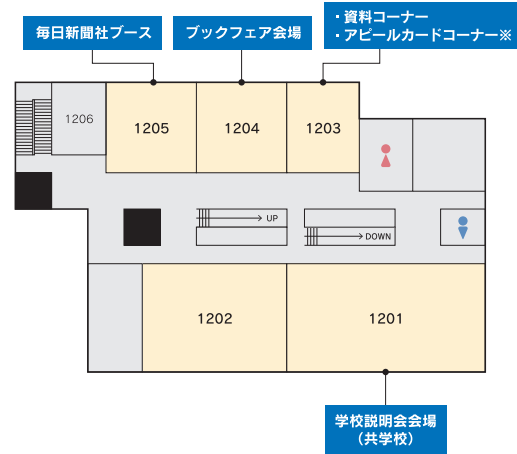 毎日新聞社ブース
ブックフェア会場
・資料コーナー
・アピールカードコーナー※
1206
1205
1204
1203
UP
DOWN
1202
1201
学校説明会会場
（共学校）